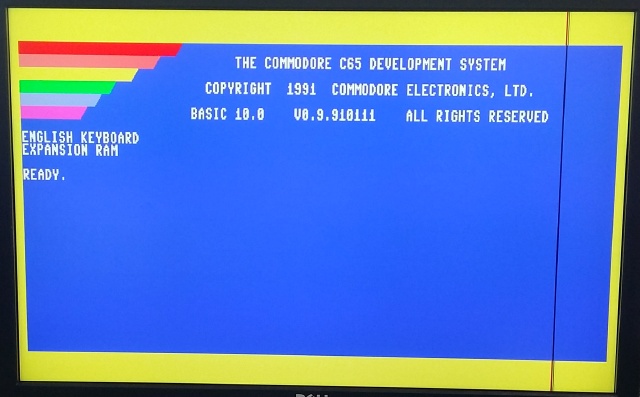 THE COMMODORE C65 DEVELOPMENT SYSTEM
COPYRIGHT 1991 COMMODORE ELECTRONICS, LTD.
BASIC 10.0 V0.9.910111 ALL RIGHTS RESERVED
ENGLISH KEYBOARD
EXPANSION RAM
READY.